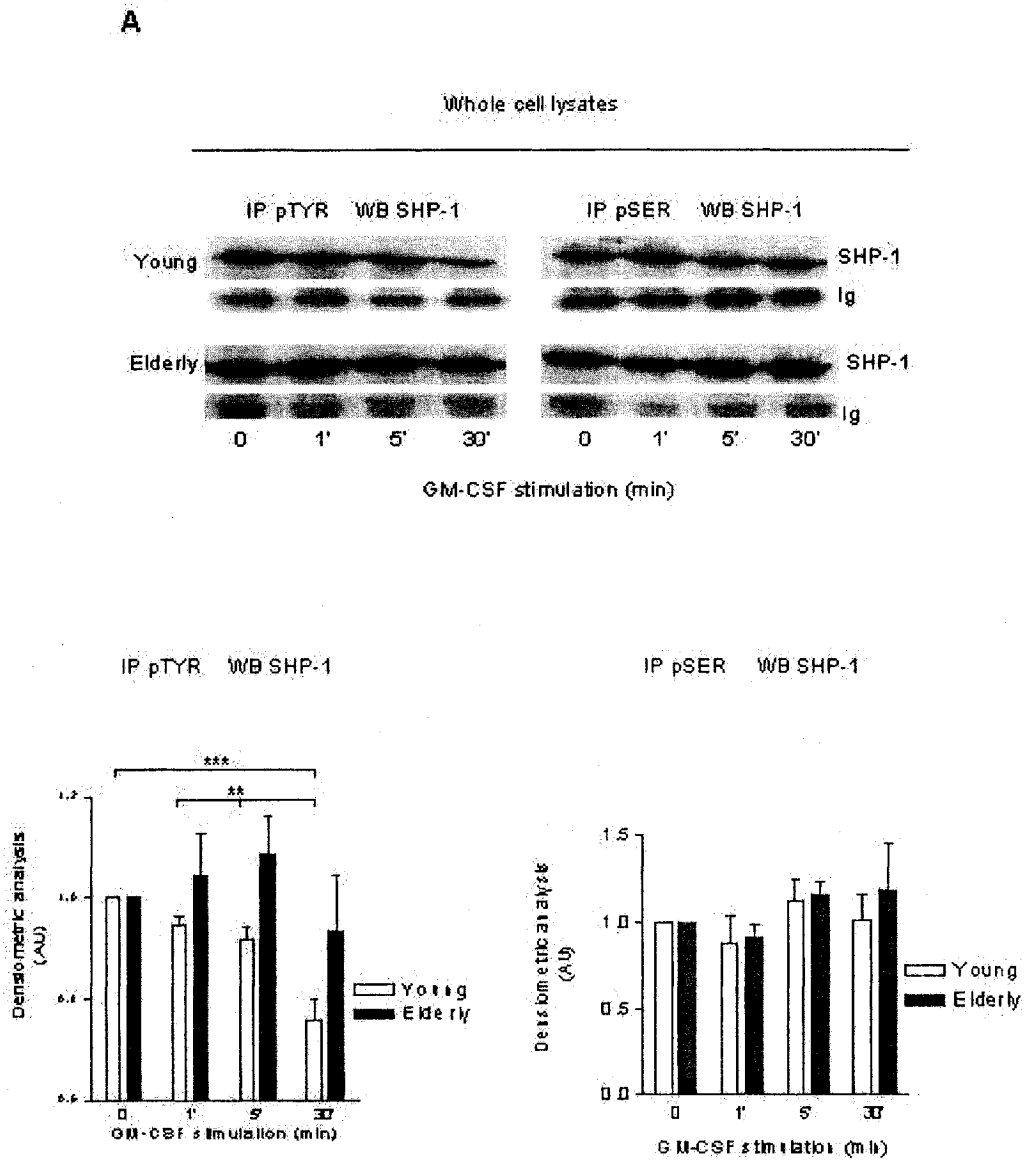 A
Whole cell lysates
IP pTYR WB SHP-1 IP pSER WB SHP-1
Young SHP-1
Ig
Elderly SHP-1
Ig
0 1' 5' 30' 0 1' 5' 30'
GM-CSF stimulation (min)
IP pTYR WB SHP-1 IP pSER WB SHP-1
***
**
Densiometric analysis
(AU)
Young
Elderly
0 1' 5' 30'
GM-CSF stimulation (min)
1.5
1.0
0.5
0.0
Densiometric analysis
(AU)
Young
Elderly
0 1' 5' 30'
GM-CSF stimulation (min)